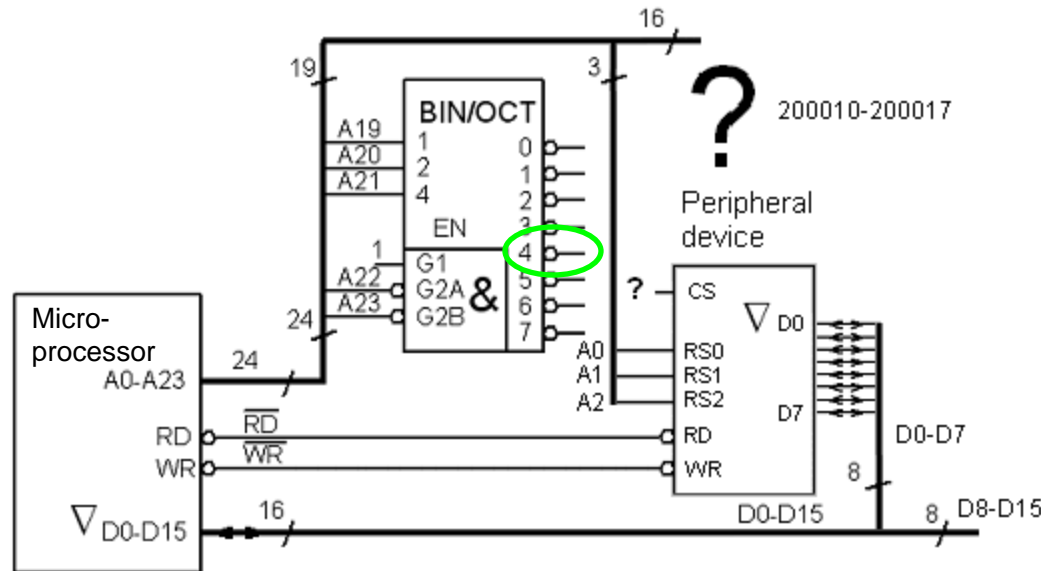 16
19
3
?
200010-200017
BIN/OCT
A19
1
A20
2
A21
4
0
1
2
3
4
5
6
7
EN
1
G1
A22
G2A
&
A23
G2B
Peripheral
device
?
CS
D0
A0
RS0
A1
RS1
A2
RS2
D7
RD
WR
D0-D7
8
Micro-
processor
A0-A23
24
24
RD
RD
WR
WR
D0-D15
16
D0-D15
8
D8-D15